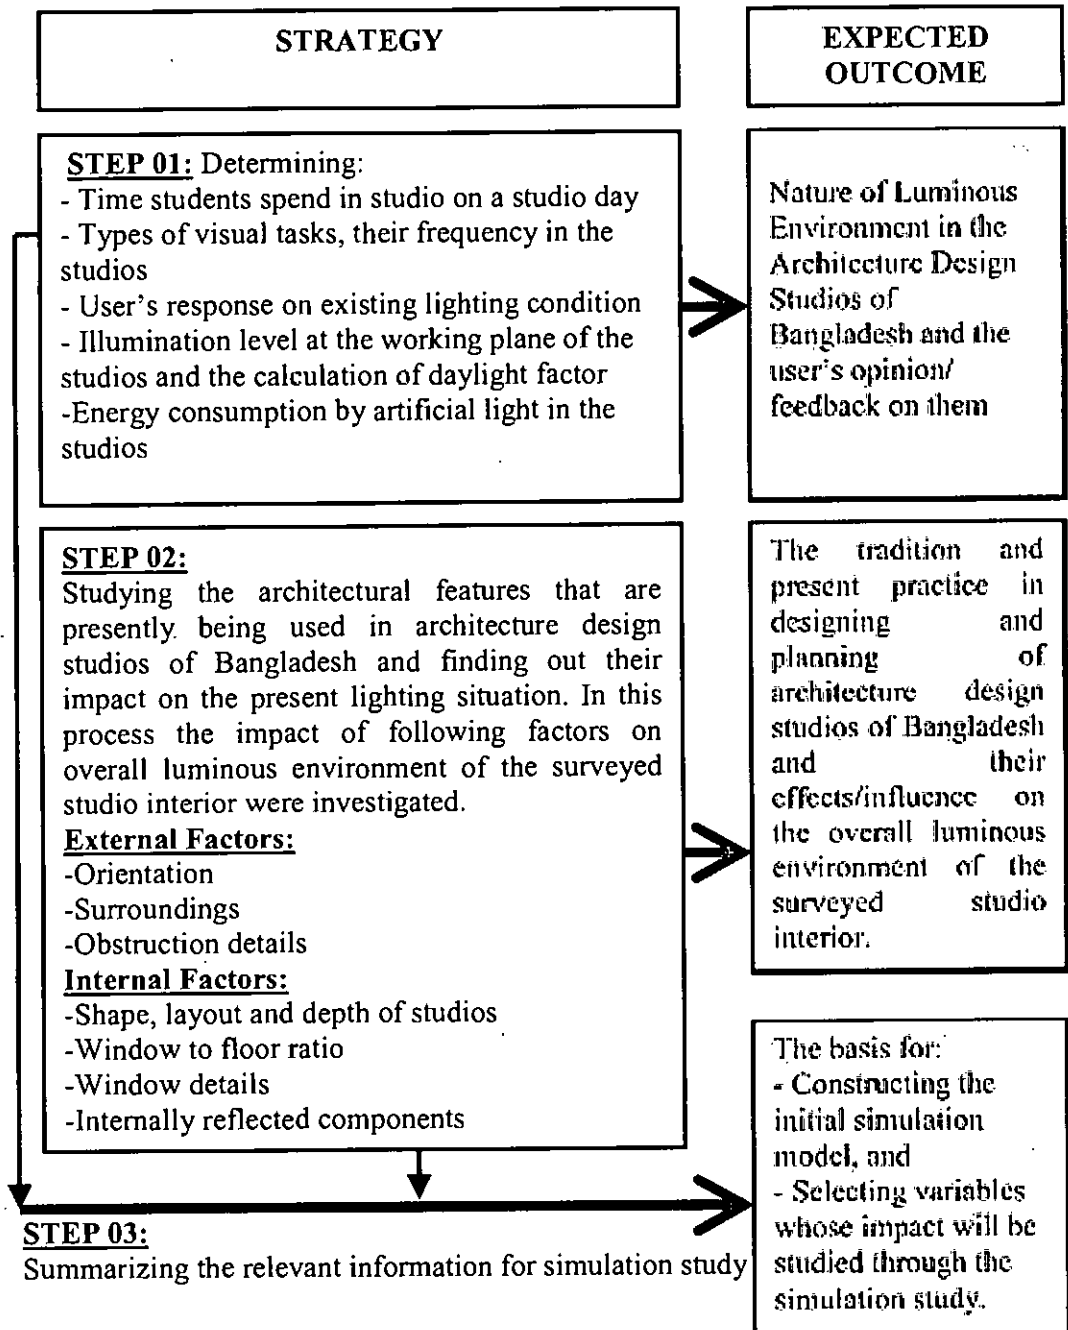 STRATEGY
EXPECTED
OUTCOME
STEP 01: Determining:
- Time students spend in studio on a studio day
- Types of visual tasks, their frequency in the
studios
- User's response on existing lighting condition
- Illumination level at the working plane of the
studios and the calculation of daylight factor
-Energy consumption by artificial light in the
studios
Nature of Luminous
Environment in the
Architecture Design
Studios of
Bangladesh and the
user's opinion/
feedback on them
STEP 02:
Studying the architectural features that are
presently being used in architecture design
studios of Bangladesh and finding out their
impact on the present lighting situation. In this
process the impact of following factors on
overall luminous environment of the surveyed
studio interior were investigated.
External Factors:
-Orientation
-Surroundings
-Obstruction details
Internal Factors:
-Shape, layout and depth of studios
-Window to floor ratio
-Window details
-Internally reflected components
The tradition and
present practice in
designing and
planning of
architecture design
studios of Bangladesh
and their
effects/influence on
the overall luminous
environment of the
surveyed studio
interior.
STEP 03:
Summarizing the relevant information for simulation study
The basis for:
- Constructing the
initial simulation
model, and
- Selecting variables
whose impact will be
studied through the
simulation study.